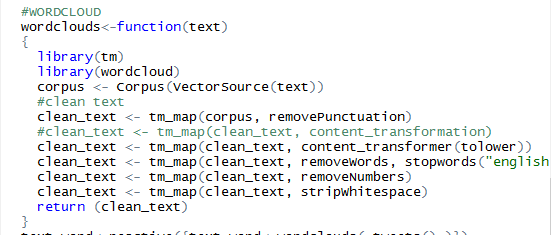 #WORDCLOUD
wordclouds<-function(text)
{
library(tm)
library(wordcloud)
corpus <- Corpus(VectorSource(text))
#clean text
clean_text <- tm_map(corpus, removePunctuation)
#clean_text <- tm_map(clean_text, content_transformation)
clean_text <- tm_map(clean_text, content_transformer(tolower))
clean_text <- tm_map(clean_text, removeWords, stopwords("english
clean_text <- tm_map(clean_text, removeNumbers)
clean_text <- tm_map(clean_text, stripWhitespace)
return (clean_text)
}